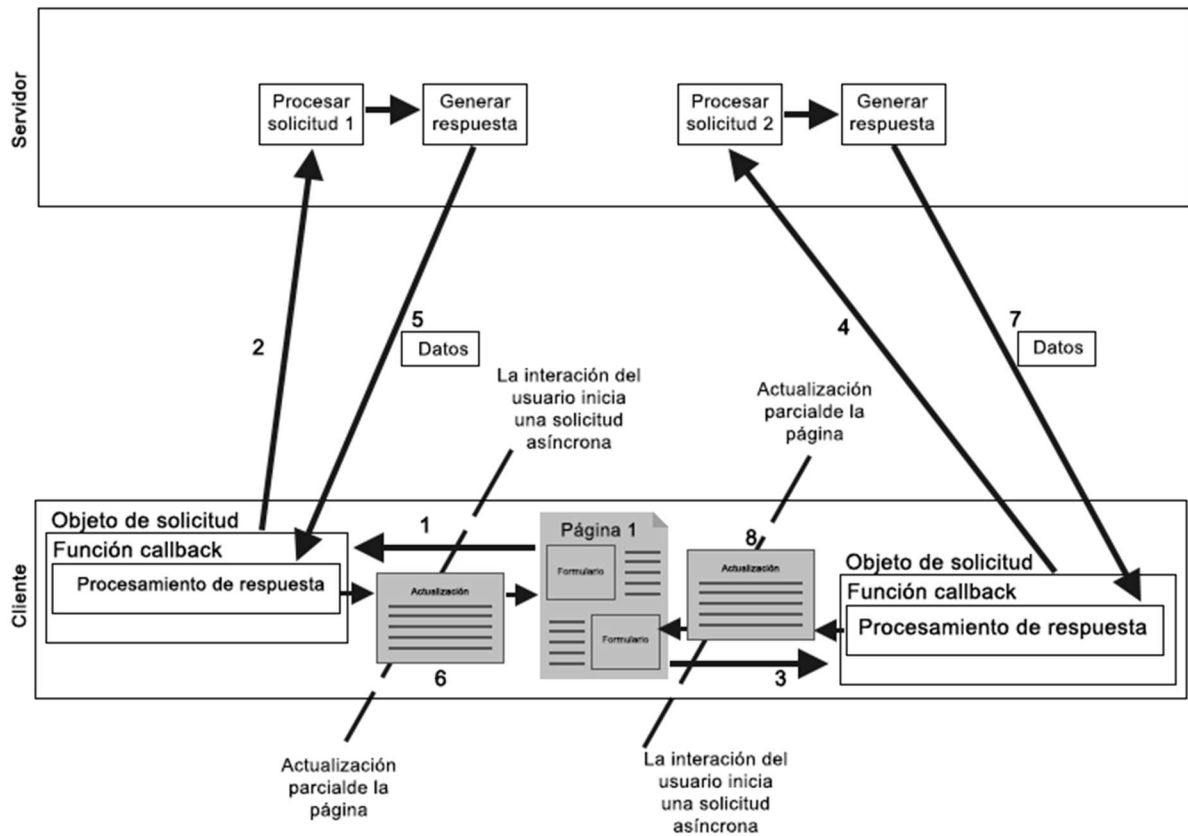 Servidor
Procesar
solicitud 1
Generar
respuesta
Procesar
solicitud 2
Generar
respuesta
2
5
Datos
4
7
Datos
La interación del
usuario inicia
una solicitud
asíncrona
Actualización
parcialde la
página
Cliente
Objeto de solicitud
Función callback
Procesamiento de respuesta
1
Actualización
6
Página 1
Formulario
Formulario
8
Actualización
3
Objeto de solicitud
Función callback
Procesamiento de respuesta
Actualización
parcialde la
página
La interación del
usuario inicia
una solicitud
asíncrona